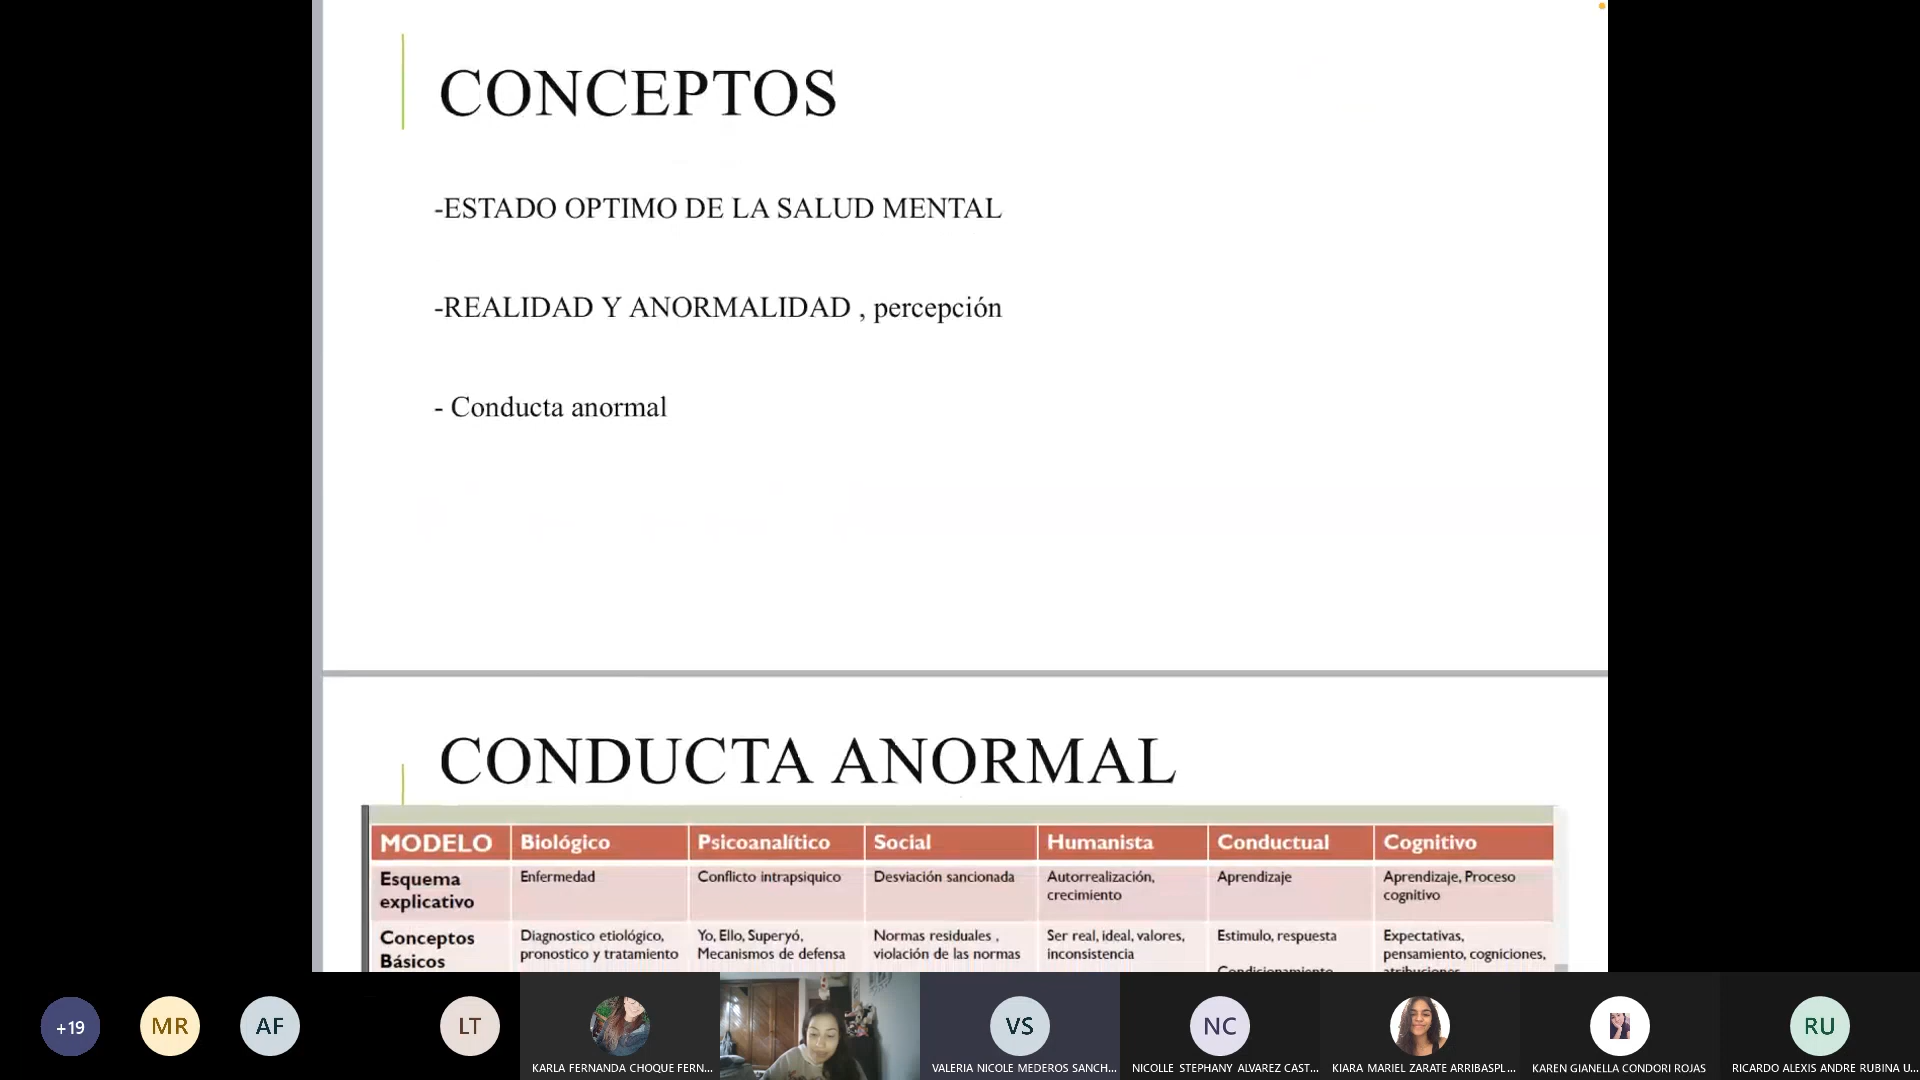 CONCEPTOS
-ESTADO OPTIMO DE LA SALUD MENTAL
-REALIDAD Y ANORMALIDAD , percepción
- Conducta anormal
CONDUCTA ANORMAL
MODELO Biológico Psicoanalítico Social Humanista Conductual Cognitivo
Esquema explicativo Enfermedad Conflicto intrapsiquico Desviación sancionada Autorrealización, crecimiento Aprendizaje Aprendizaje, Proceso cognitivo
Conceptos Básicos Diagnostico etiológico, pronostico y tratamiento Yo, Ello, Superyó, Mecanismos de defensa Normas residuales , violación de las normas Ser real, ideal, valores, inconsistencia Estimulo, respuesta Condicionamiento Expectativas, pensamiento, cogniciones, atribuciones
+19 MR AF LT VS NC RU
KARLA FERNANDA CHOQUE FERN...
VALERIA NICOLE MEDEROS SANCH...
NICOLLE STEPHANY ALVAREZ CAST...
KIARA MARIEL ZARATE ARRIBASPL...
KAREN GIANELLA CONDORI ROJAS
RICARDO ALEXIS ANDRE RUBINA U...